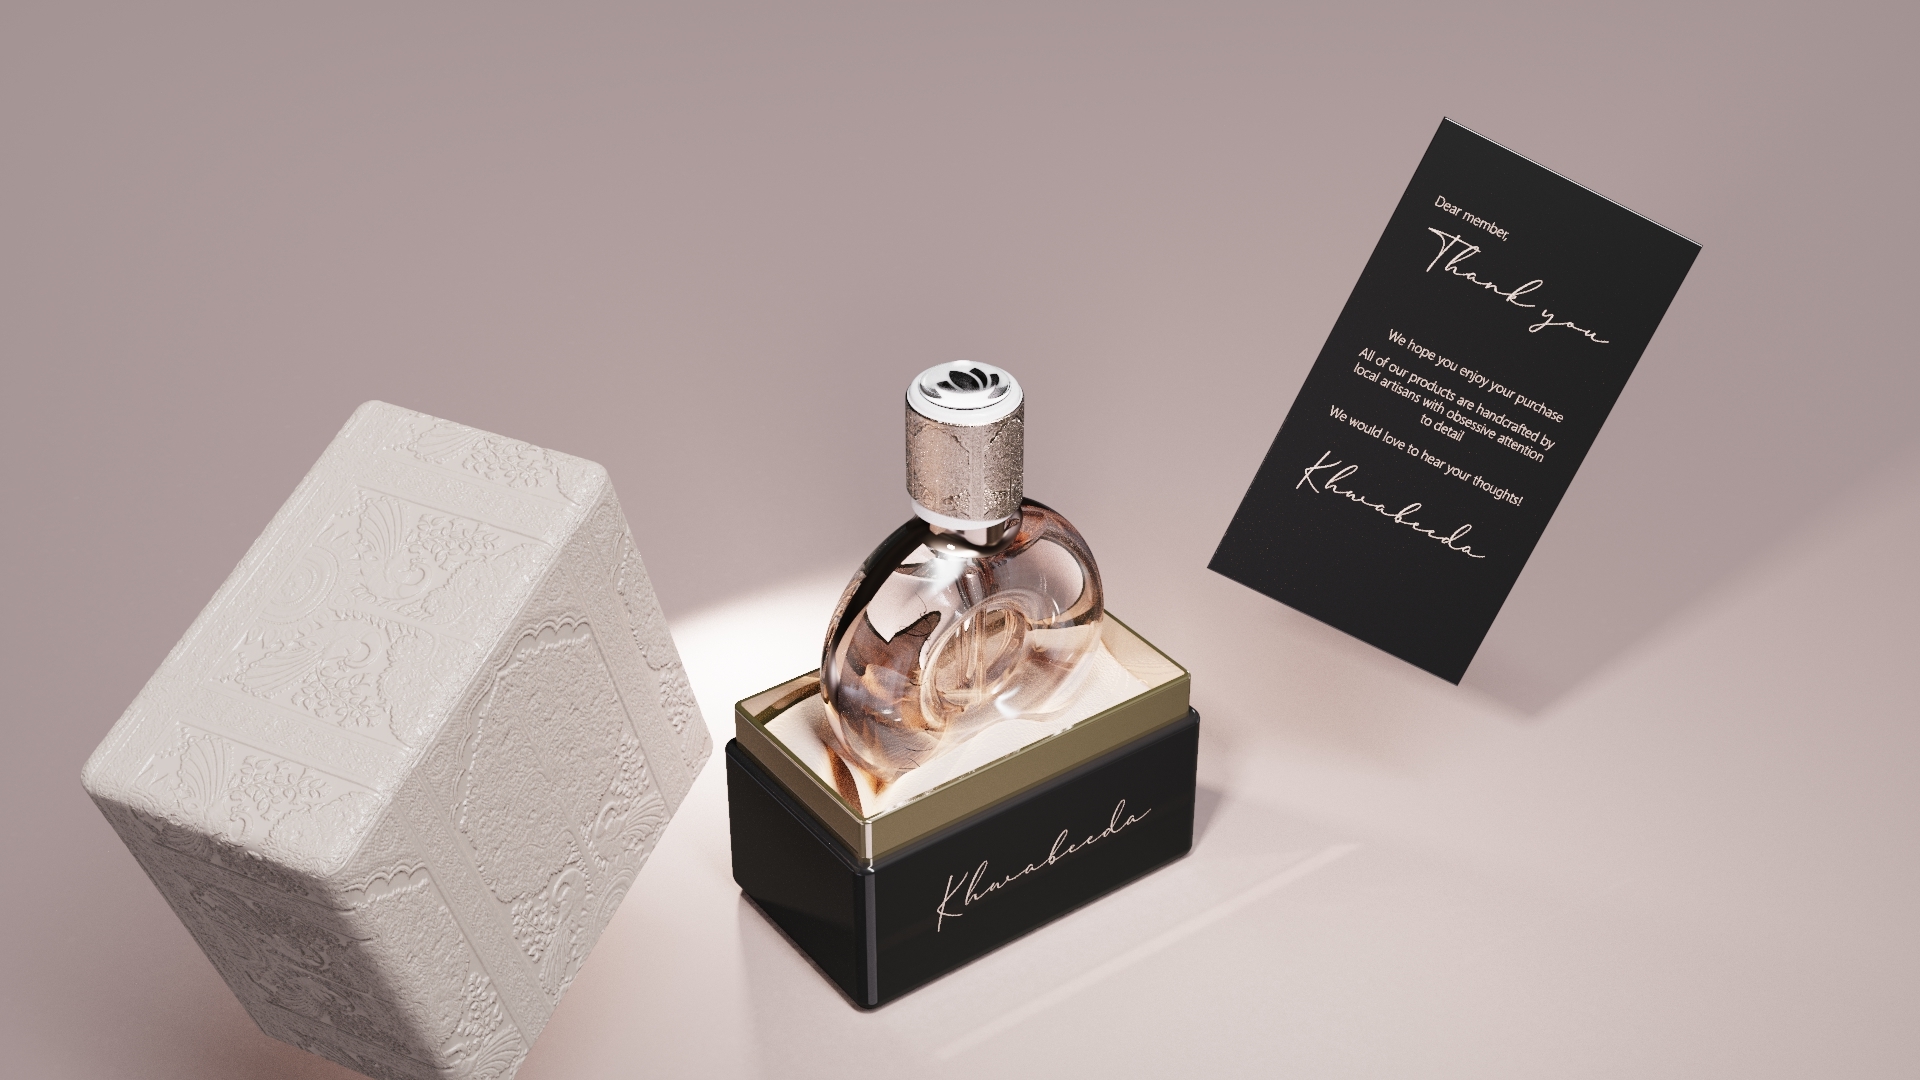 Dear member,
Thank you
We hope you enjoy your purchase
All of our products are handcrafted by
local artisans with obsessive attention
to detail
We would love to hear your thoughts!
Khwabeeda
Khwabeeda